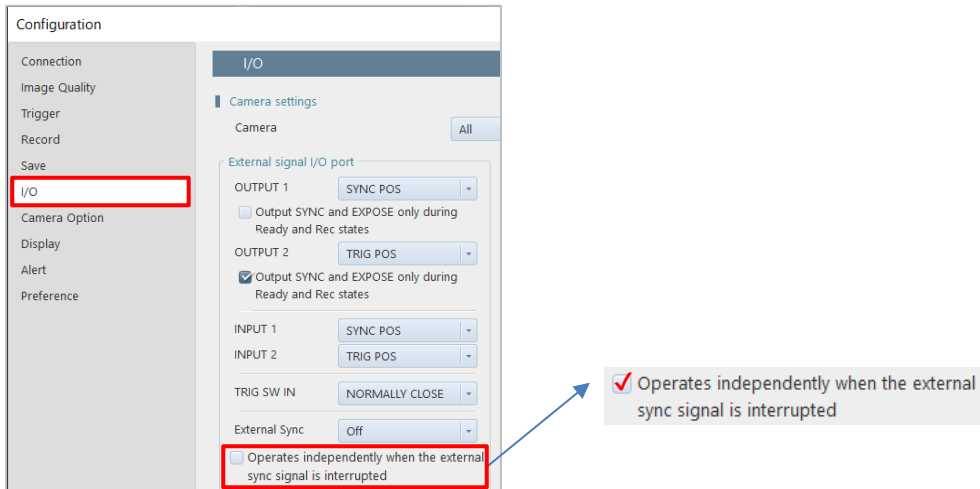 Configuration
Connection
Image Quality
Trigger
Record
Save
I/O
Camera Option
Display
Alert
Preference
I/O
Camera settings
Camera All
External signal I/O port
OUTPUT 1 SYNC POS
Output SYNC and EXPOSE only during
Ready and Rec states
OUTPUT 2 TRIG POS
Output SYNC and EXPOSE only during
Ready and Rec states
INPUT 1 SYNC POS
INPUT 2 TRIG POS
TRIG SW IN NORMALLY CLOSE
External Sync Off
Operates independently when the external
sync signal is interrupted
Operates independently when the external
sync signal is interrupted